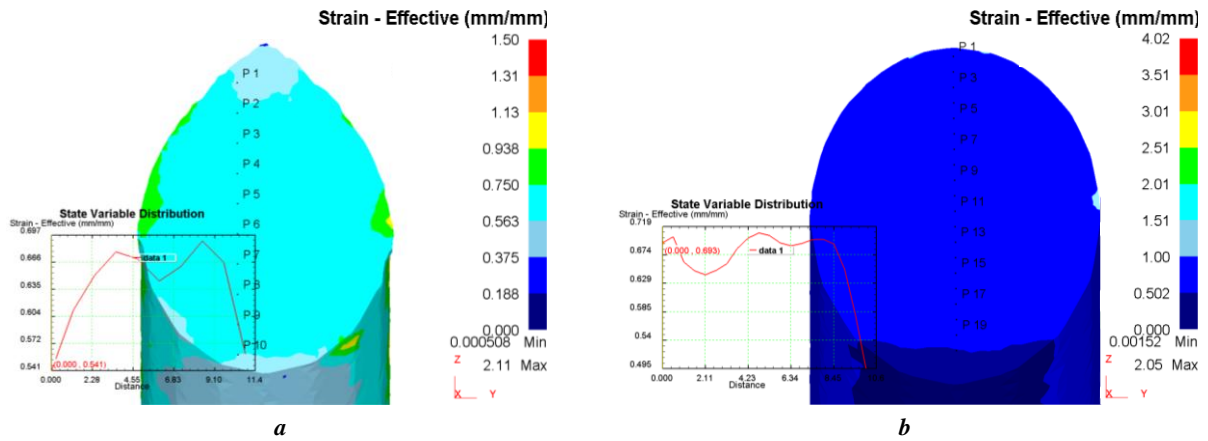 Strain - Effective (mm/mm)
1.50
1.31
1.13
0.938
0.750
0.563
0.375
0.188
0.000
0.000508 Min
2.11 Max
Z
X Y
P 1
P 2
P 3
P 4
P 5
P 6
P 7
P 8
P 9
P 10
State Variable Distribution
Strain - Effective (mm/mm)
0.697
0.666
0.635
0.604
0.572
0.541
data 1
(0.000 , 0.541)
0.000 2.28 4.55 6.83 9.10 11.4
Distance
a
Strain - Effective (mm/mm)
4.02
3.51
3.01
2.51
2.01
1.51
1.00
0.502
0.000
0.00152 Min
2.05 Max
Z
X Y
P 1
P 3
P 5
P 7
P 9
P 11
P 13
P 15
P 17
P 19
State Variable Distribution
Strain - Effective (mm/mm)
0.719
0.674
0.629
0.585
0.54
0.495
(0.000 , 0.693)
data 1
0.000 2.11 4.23 6.34 8.45
Distance
b